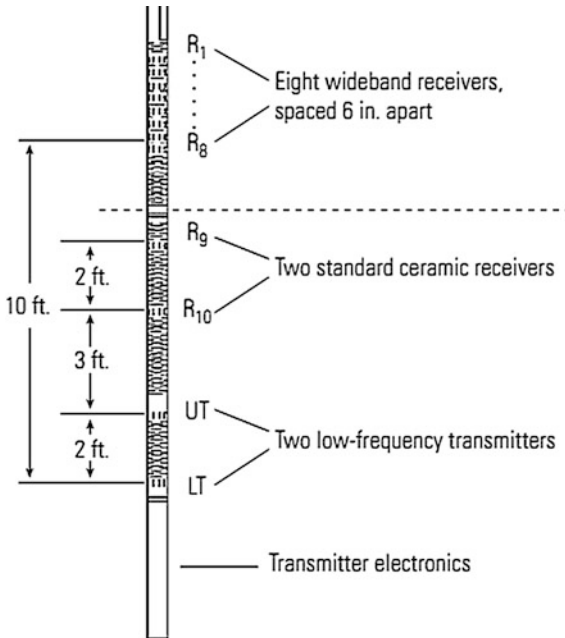 R1
Eight wideband receivers,
spaced 6 in. apart
R8
R9
2 ft.
Two standard ceramic receivers
10 ft.
R10
3 ft.
UT
Two low-frequency transmitters
2 ft.
LT
Transmitter electronics